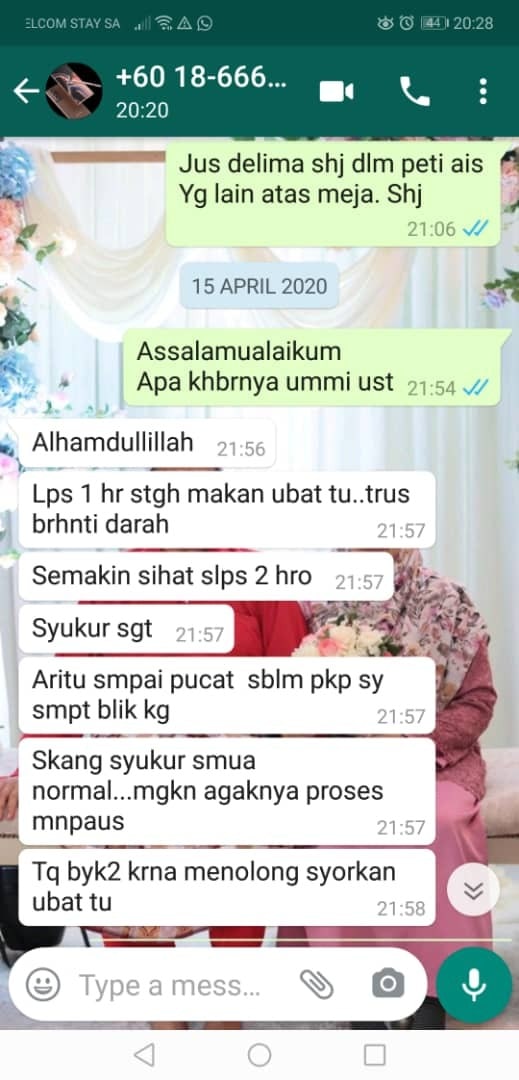 ELCOM STAY SA
44 20:28
+60 18-666...
20:20
Jus delima shj dlm peti ais
Yg lain atas meja. Shj
21:06
15 APRIL 2020
Assalamualaikum
Apa khbrnya ummi ust 21:54
Alhamdullillah 21:56
Lps 1 hr stgh makan ubat tu..trus
brhnti darah
21:57
Semakin sihat slps 2 hro 21:57
Syukur sgt 21:57
Aritu smpai pucat sblm pkp sy
smpt blik kg
21:57
Skang syukur smua
normal...mgkn agaknya proses
mnpaus
21:57
Tq byk2 krna menolong syorkan
ubat tu
21:58
Type a mess...